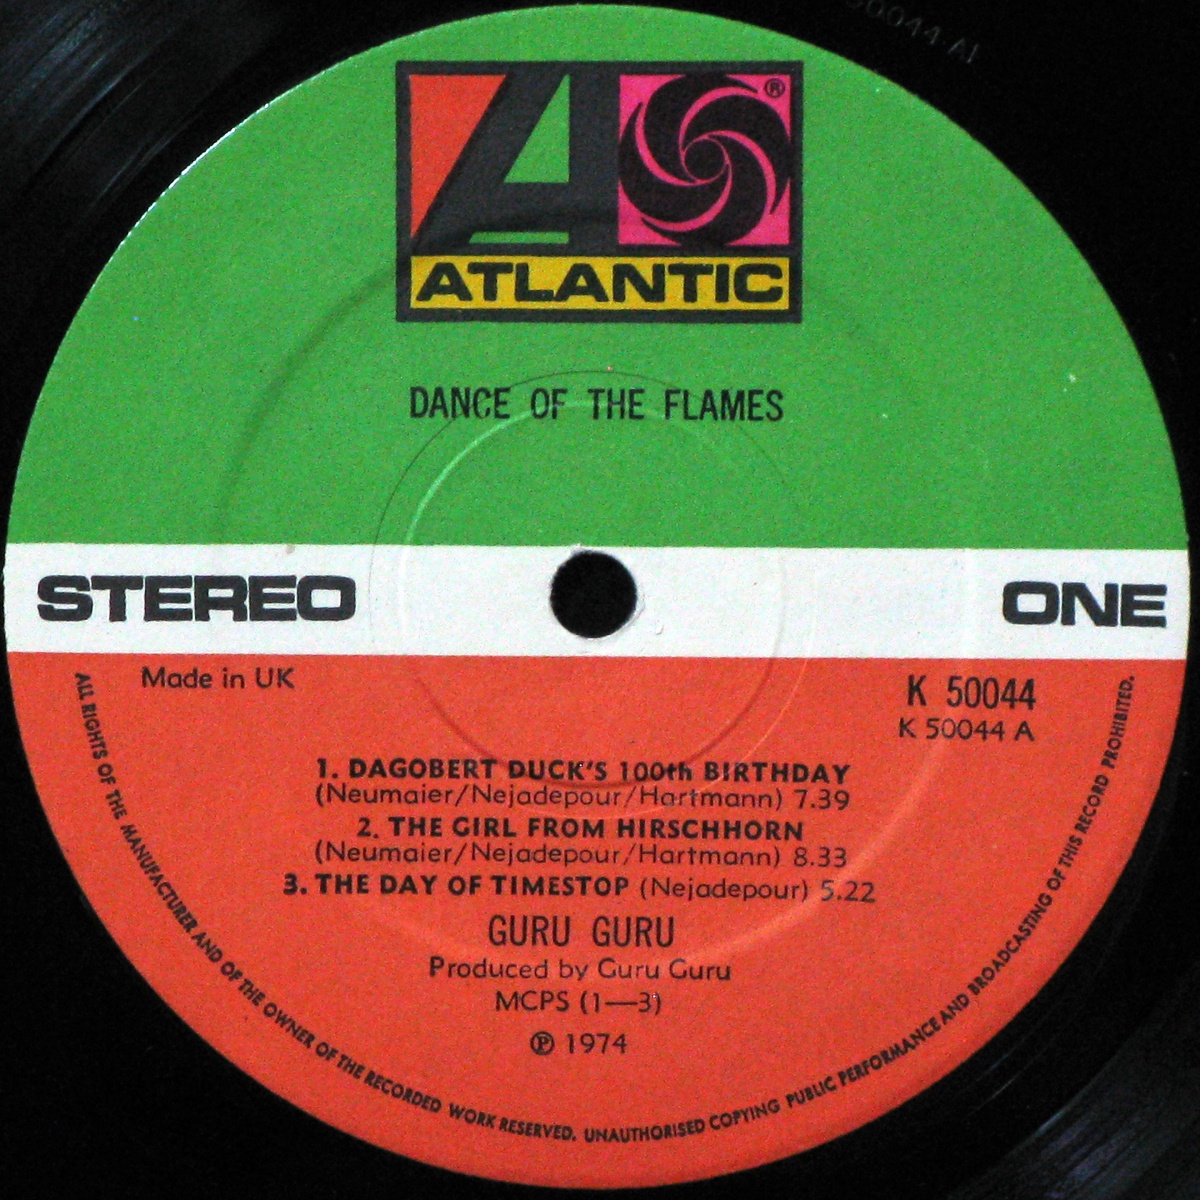 50044 A1
A
®
ATLANTIC
DANCE OF THE FLAMES
STEREO
ONE
Made in UK
K 50044
K 50044 A
1. DAGOBERT DUCK'S 100th BIRTHDAY
(Neumaier/Nejadepour/Hartmann) 7.39
2. THE GIRL FROM HIRSCHHORN
(Neumaier/Nejadepour/Hartmann) 8.33
3. THE DAY OF TIMESTOP (Nejadepour) 5.22
GURU GURU
Produced by Guru Guru
MCPS (1—3)
℗ 1974
ALL RIGHTS OF THE MANUFACTURER AND OF THE OWNER OF THE RECORDED WORK RESERVED. UNAUTHORISED COPYING PUBLIC PERFORMANCE AND BROADCASTING OF THIS RECORD PROHIBITED.